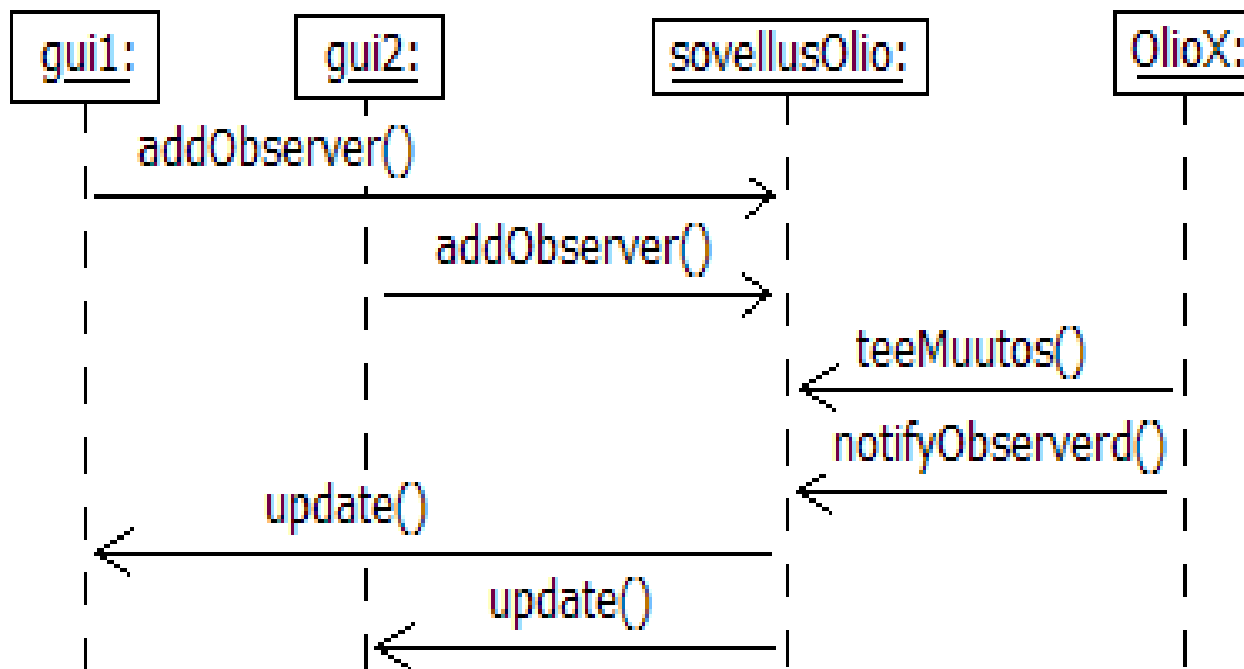 gui1:
gui2:
sovellusOlio:
OlioX:
addObserver()
addObserver()
teeMuutos()
notifyObserverd()
update()
update()